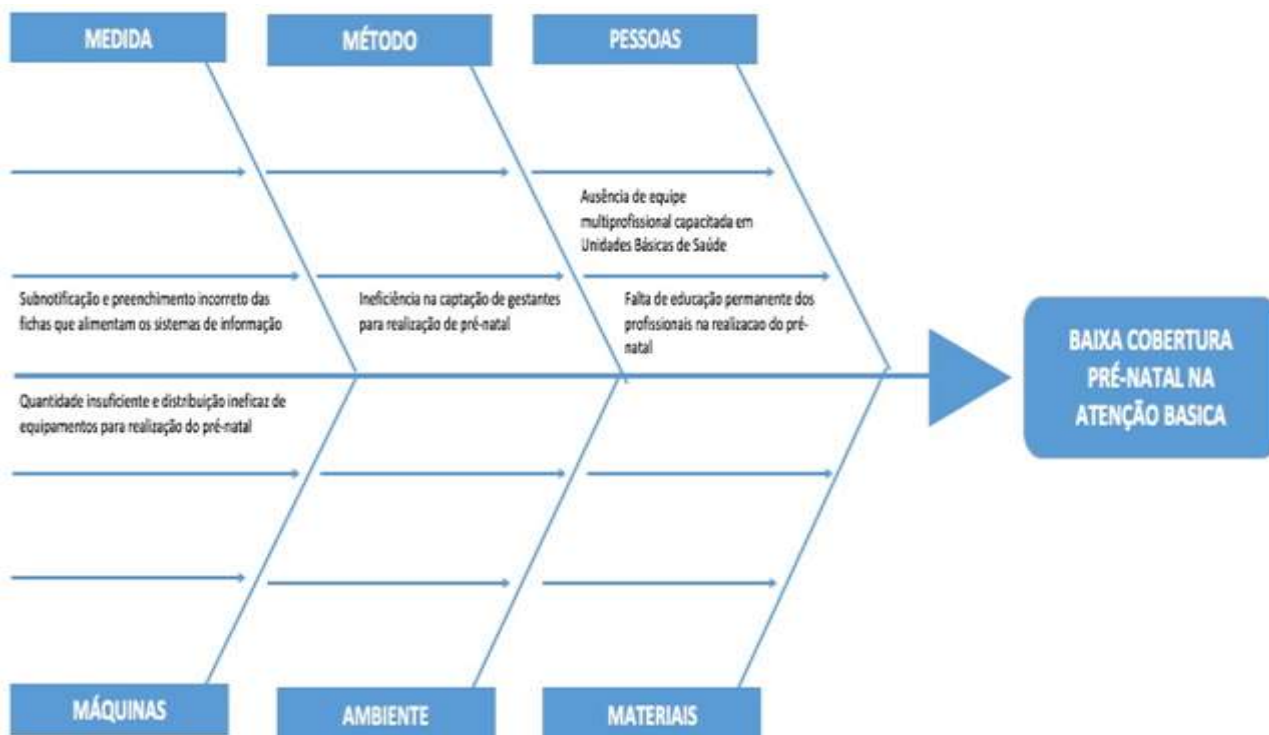 MEDIDA
MÉTODO
PESSOAS
Ausência de equipe
multiprofissional capacitada em
Unidades Básicas de Saúde
Subnotificação e preenchimento incorreto das
fichas que alimentam os sistemas de informação
Ineficiência na captação de gestantes
para realização de pré-natal
Falta de educação permanente dos
profissionais na realizacao do pré-
natal
BAIXA COBERTURA
PRÉ-NATAL NA
ATENÇÃO BASICA
Quantidade insuficiente e distribuição ineficaz de
equipamentos para realização do pré-natal
MÁQUINAS
AMBIENTE
MATERIAIS